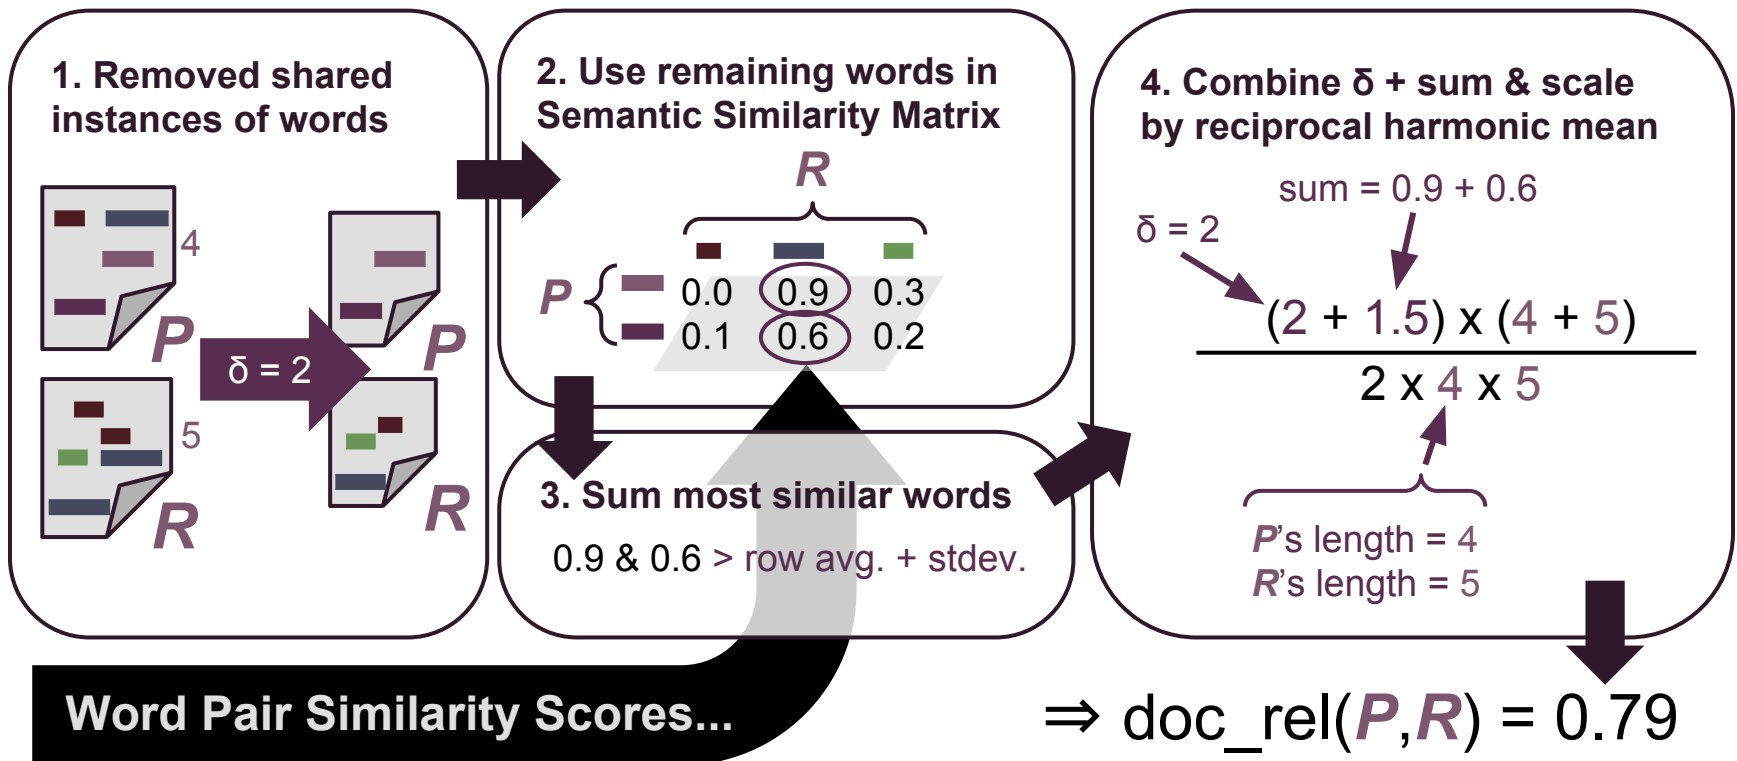 1. Removed shared
instances of words
4
P
P
δ = 2
5
R
R
2. Use remaining words in
Semantic Similarity Matrix
R
P
0.0 0.9 0.3
0.1 0.6 0.2
3. Sum most similar words
0.9 & 0.6 > row avg. + stdev.
4. Combine δ + sum & scale
by reciprocal harmonic mean
sum = 0.9 + 0.6
δ = 2
(2 + 1.5) x (4 + 5)
2 x 4 x 5
P's length = 4
R's length = 5
Word Pair Similarity Scores...
⇒ doc_rel(P,R) = 0.79